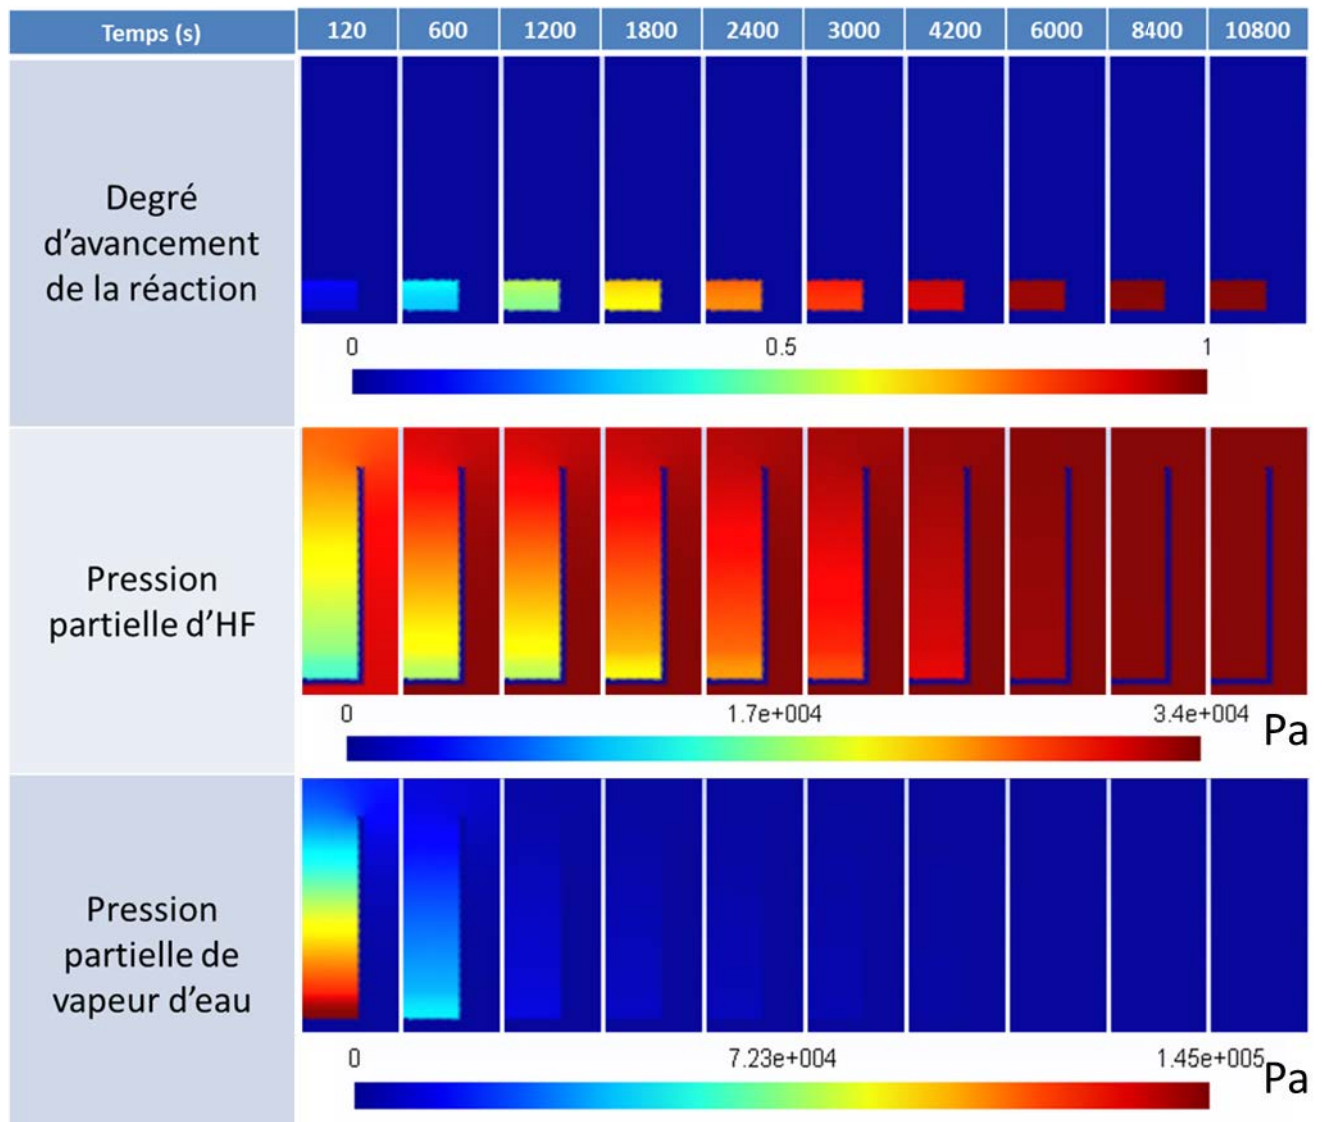 Temps (s) 120 600 1200 1800 2400 3000 4200 6000 8400 10800
Degré
d'avancement
de la réaction
0 0.5 1
Pression
partielle d'HF
0 1.7e+004 3.4e+004 Pa
Pression
partielle de
vapeur d'eau
0 7.23e+004 1.45e+005 Pa